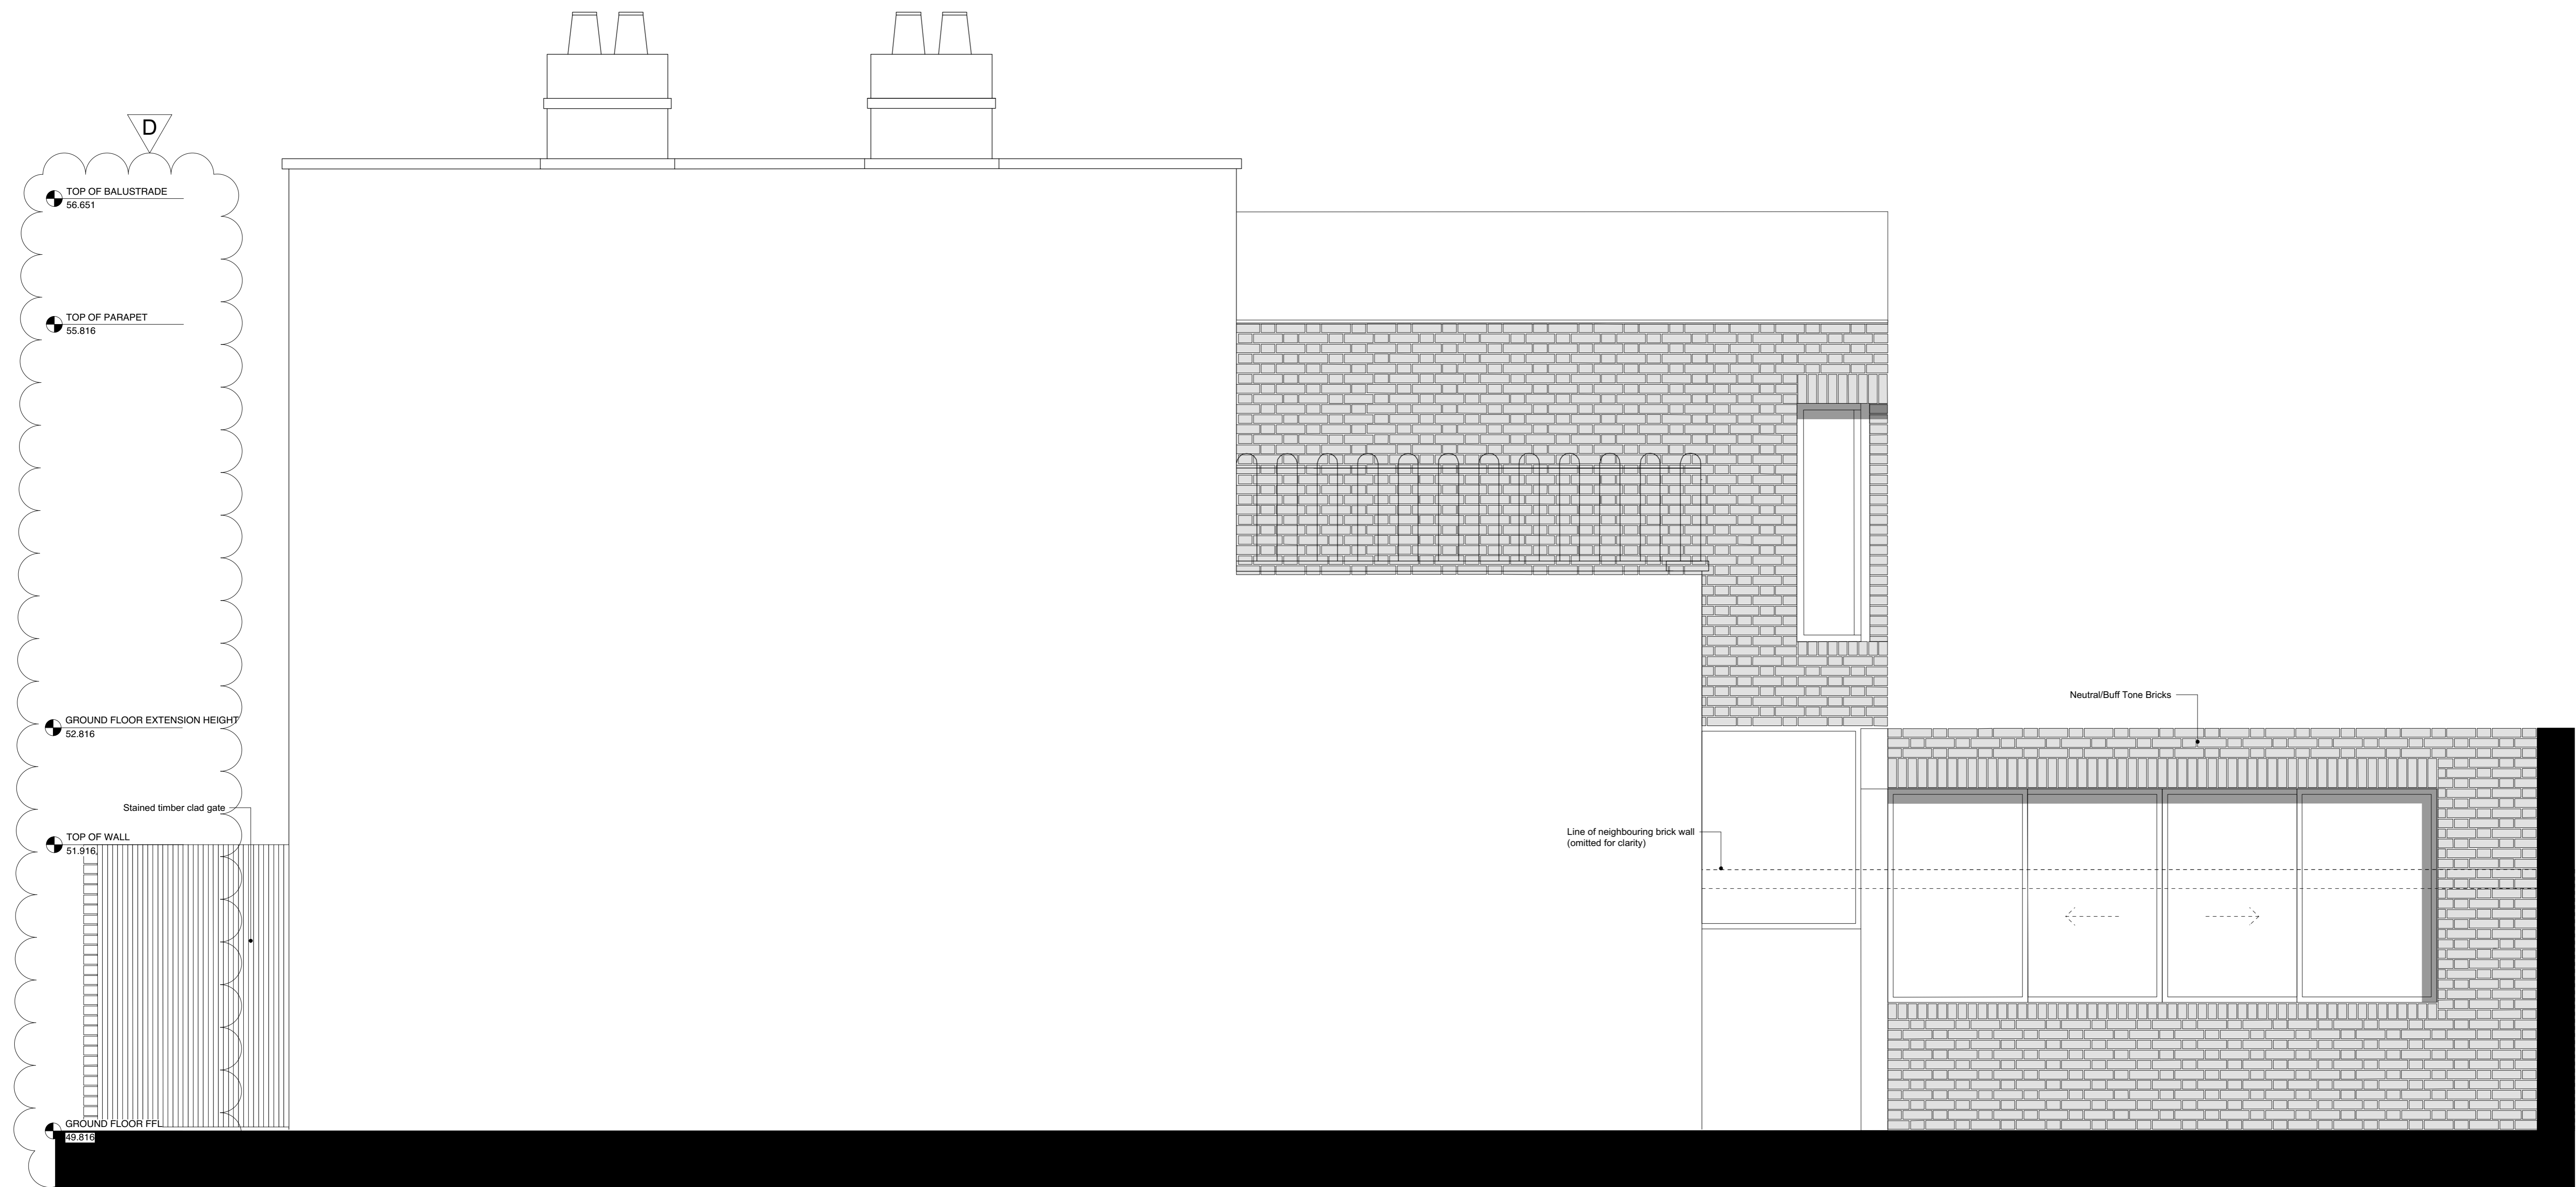 D
TOP OF BALUSTRADE
56.651
TOP OF PARAPET
55.816
Neutral/Buff Tone Bricks
GROUND FLOOR EXTENSION HEIGHT
52.816
Stained timber clad gate
TOP OF WALL
51.916
Line of neighbouring brick wall
(omitted for clarity)
GROUND FLOOR FFL
49.816